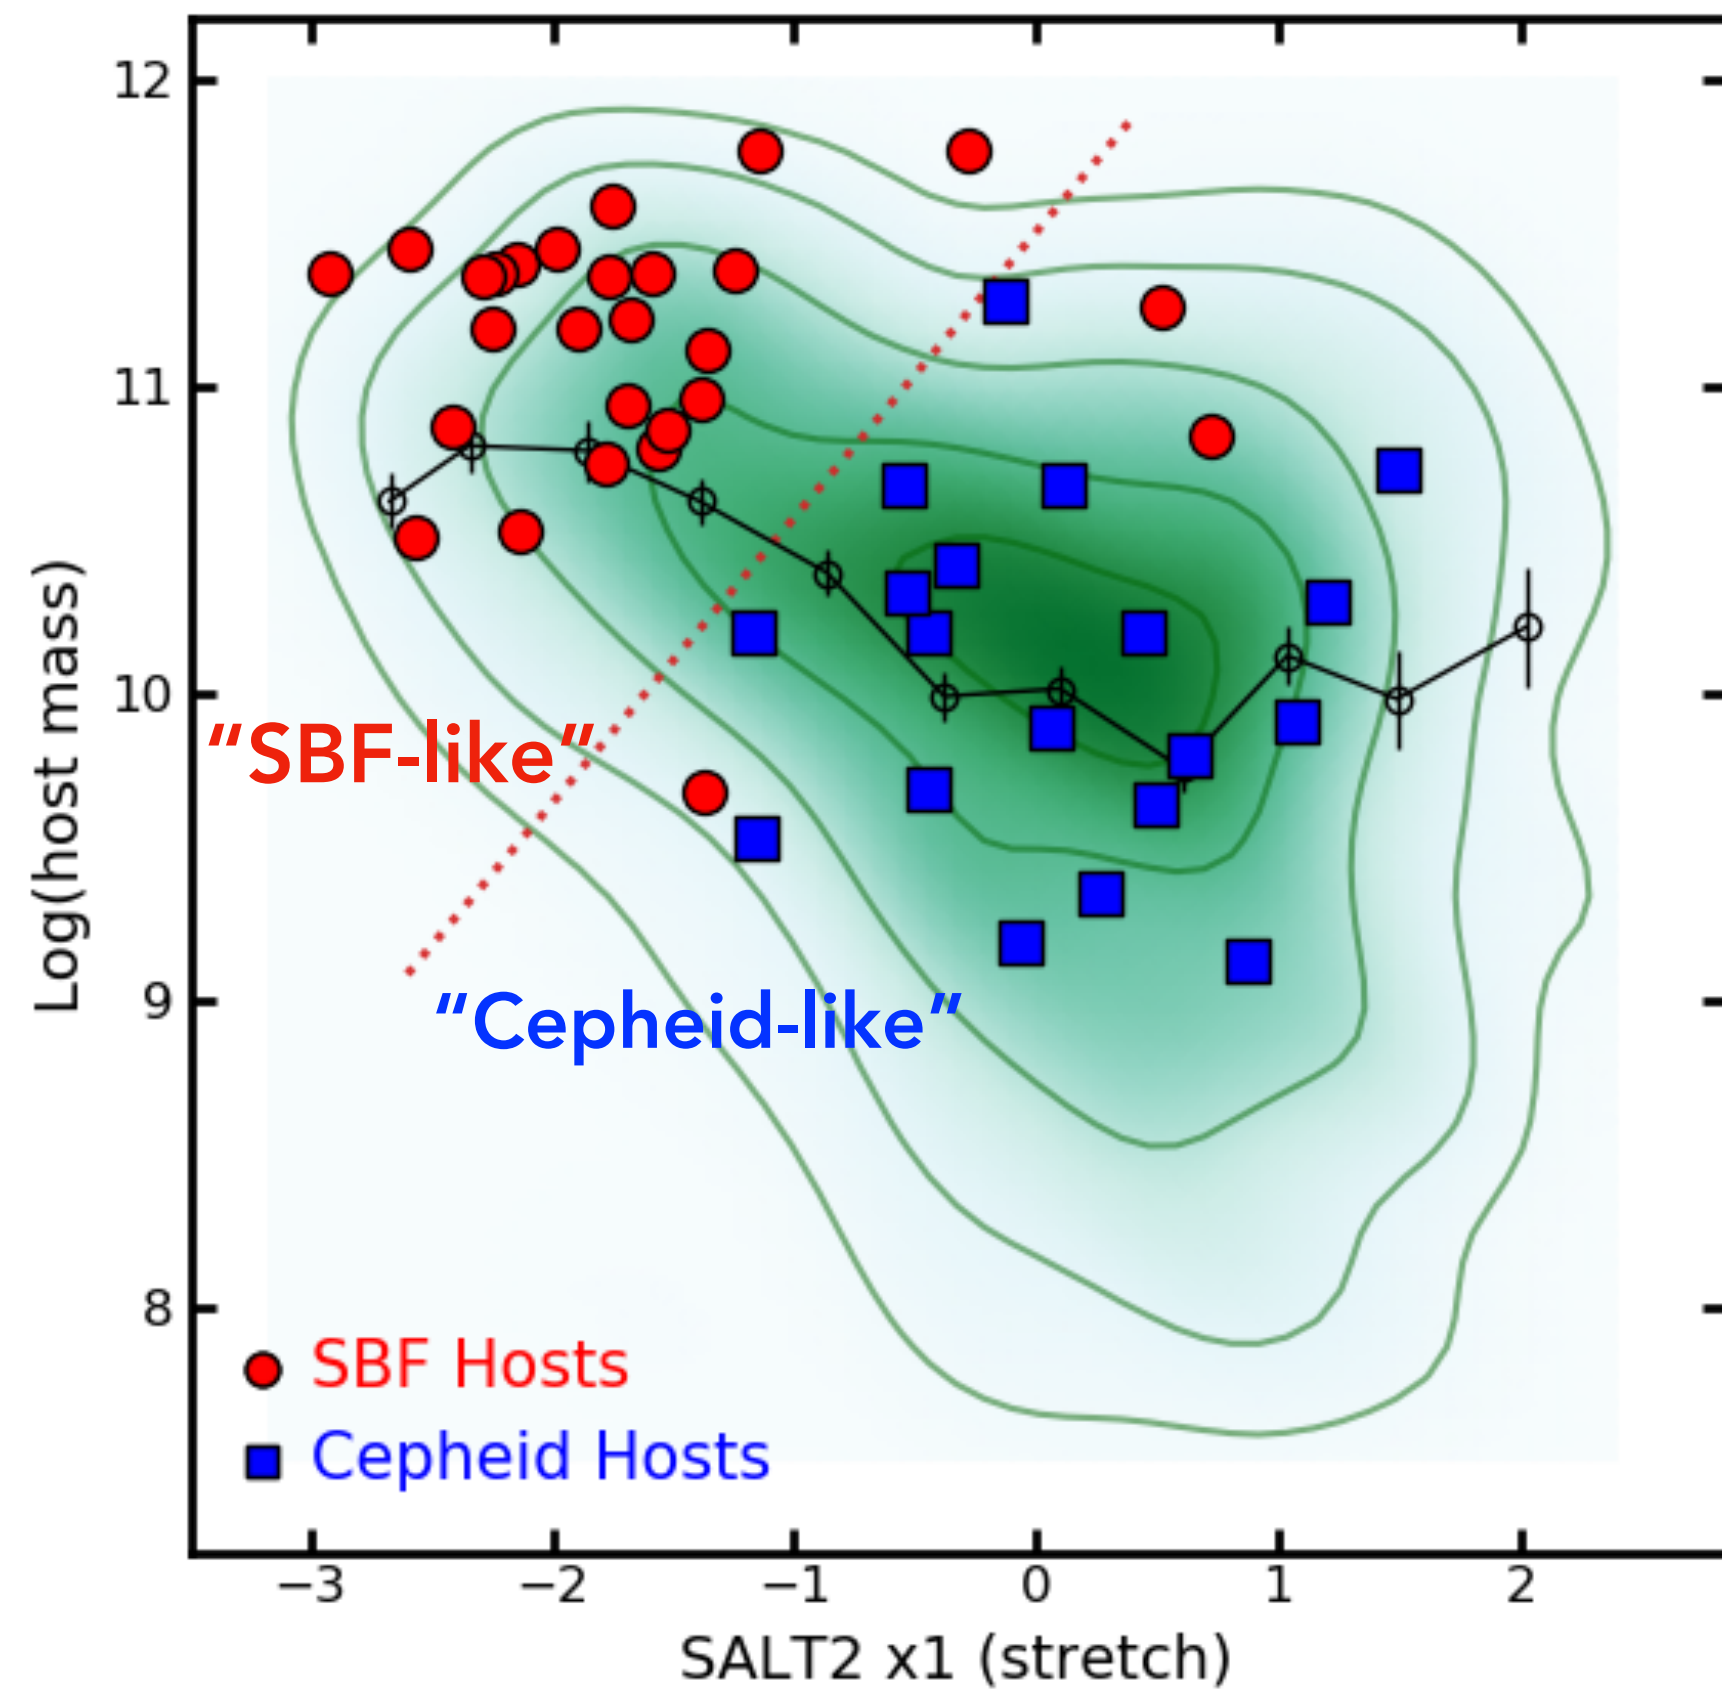 12
11
10
9
8
Log(host mass)
“SBF-like”
“Cepheid-like”
SBF Hosts
Cepheid Hosts
−3 −2 −1 0 1 2
SALT2 x1 (stretch)